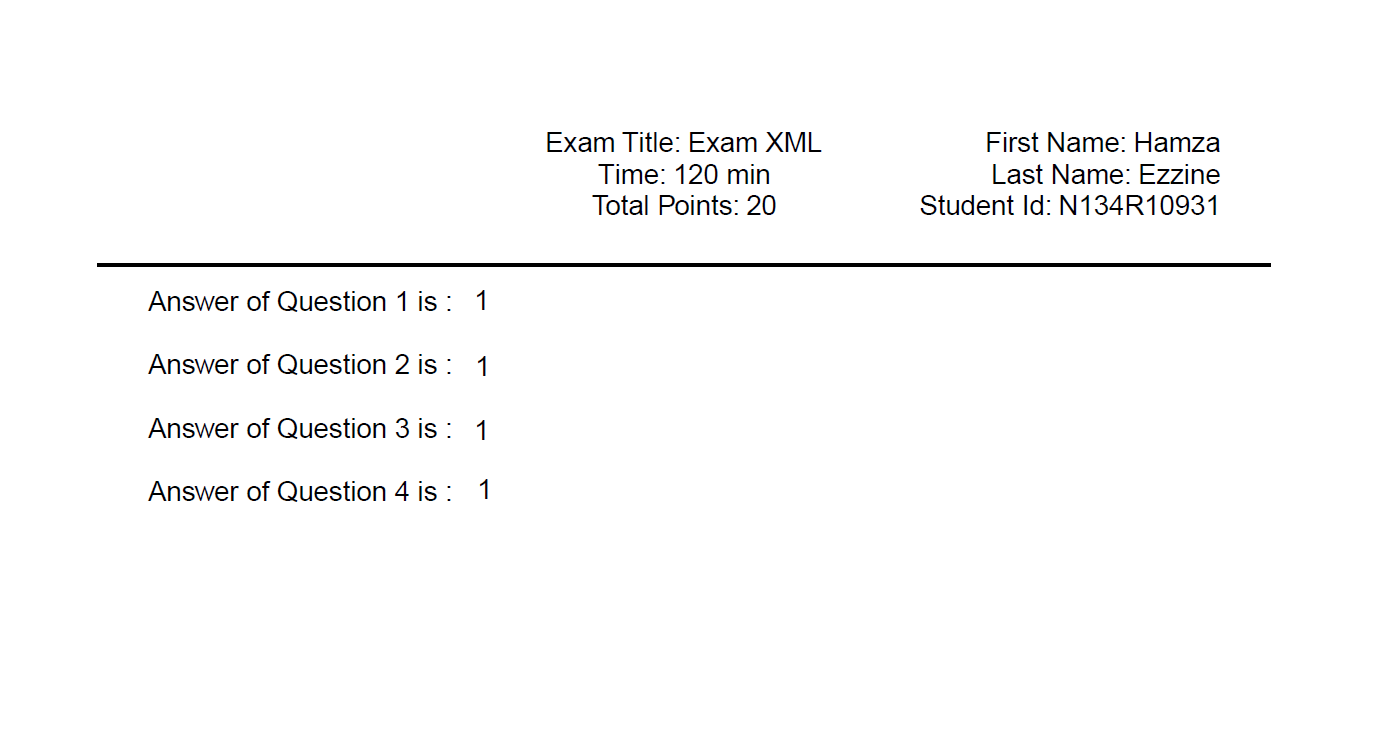 Exam Title: Exam XML
Time: 120 min
Total Points: 20
First Name: Hamza
Last Name: Ezzine
Student Id: N134R10931
Answer of Question 1 is : 1
Answer of Question 2 is : 1
Answer of Question 3 is : 1
Answer of Question 4 is : 1